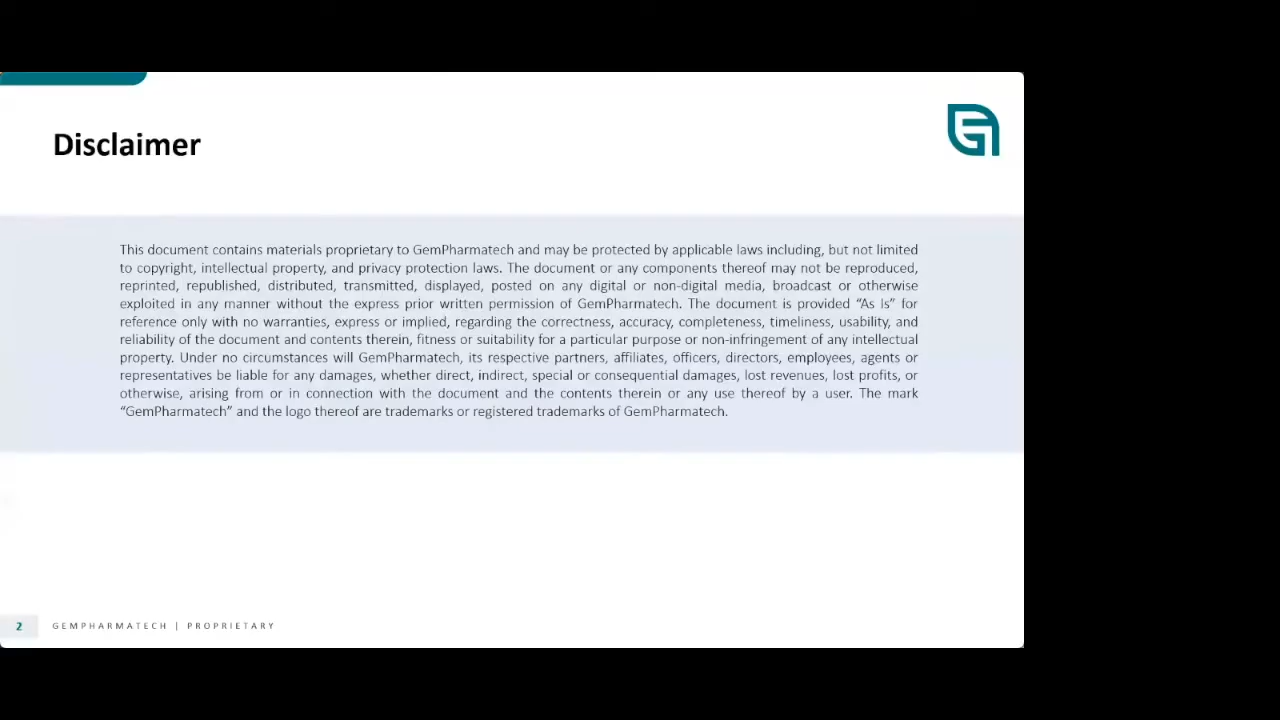 Disclaimer
This document contains materials proprietary to GemPharmatech and may be protected by applicable laws including, but not limited
to copyright, intellectual property, and privacy protection laws. The document or any components thereof may not be reproduced,
reprinted, republished, distributed, transmitted, displayed, posted on any digital or non-digital media, broadcast or otherwise
exploited in any manner without the express prior written permission of GemPharmatech. The document is provided “As Is” for
reference only with no warranties, express or implied, regarding the correctness, accuracy, completeness, timeliness, usability, and
reliability of the document and contents therein, fitness or suitability for a particular purpose or non-infringement of any intellectual
property. Under no circumstances will GemPharmatech, its respective partners, affiliates, officers, directors, employees, agents or
representatives be liable for any damages, whether direct, indirect, special or consequential damages, lost revenues, lost profits, or
otherwise, arising from or in connection with the document and the contents therein or any use thereof by a user. The mark
“GemPharmatech” and the logo thereof are trademarks or registered trademarks of GemPharmatech.
2 GEMPHARMATECH | PROPRIETARY